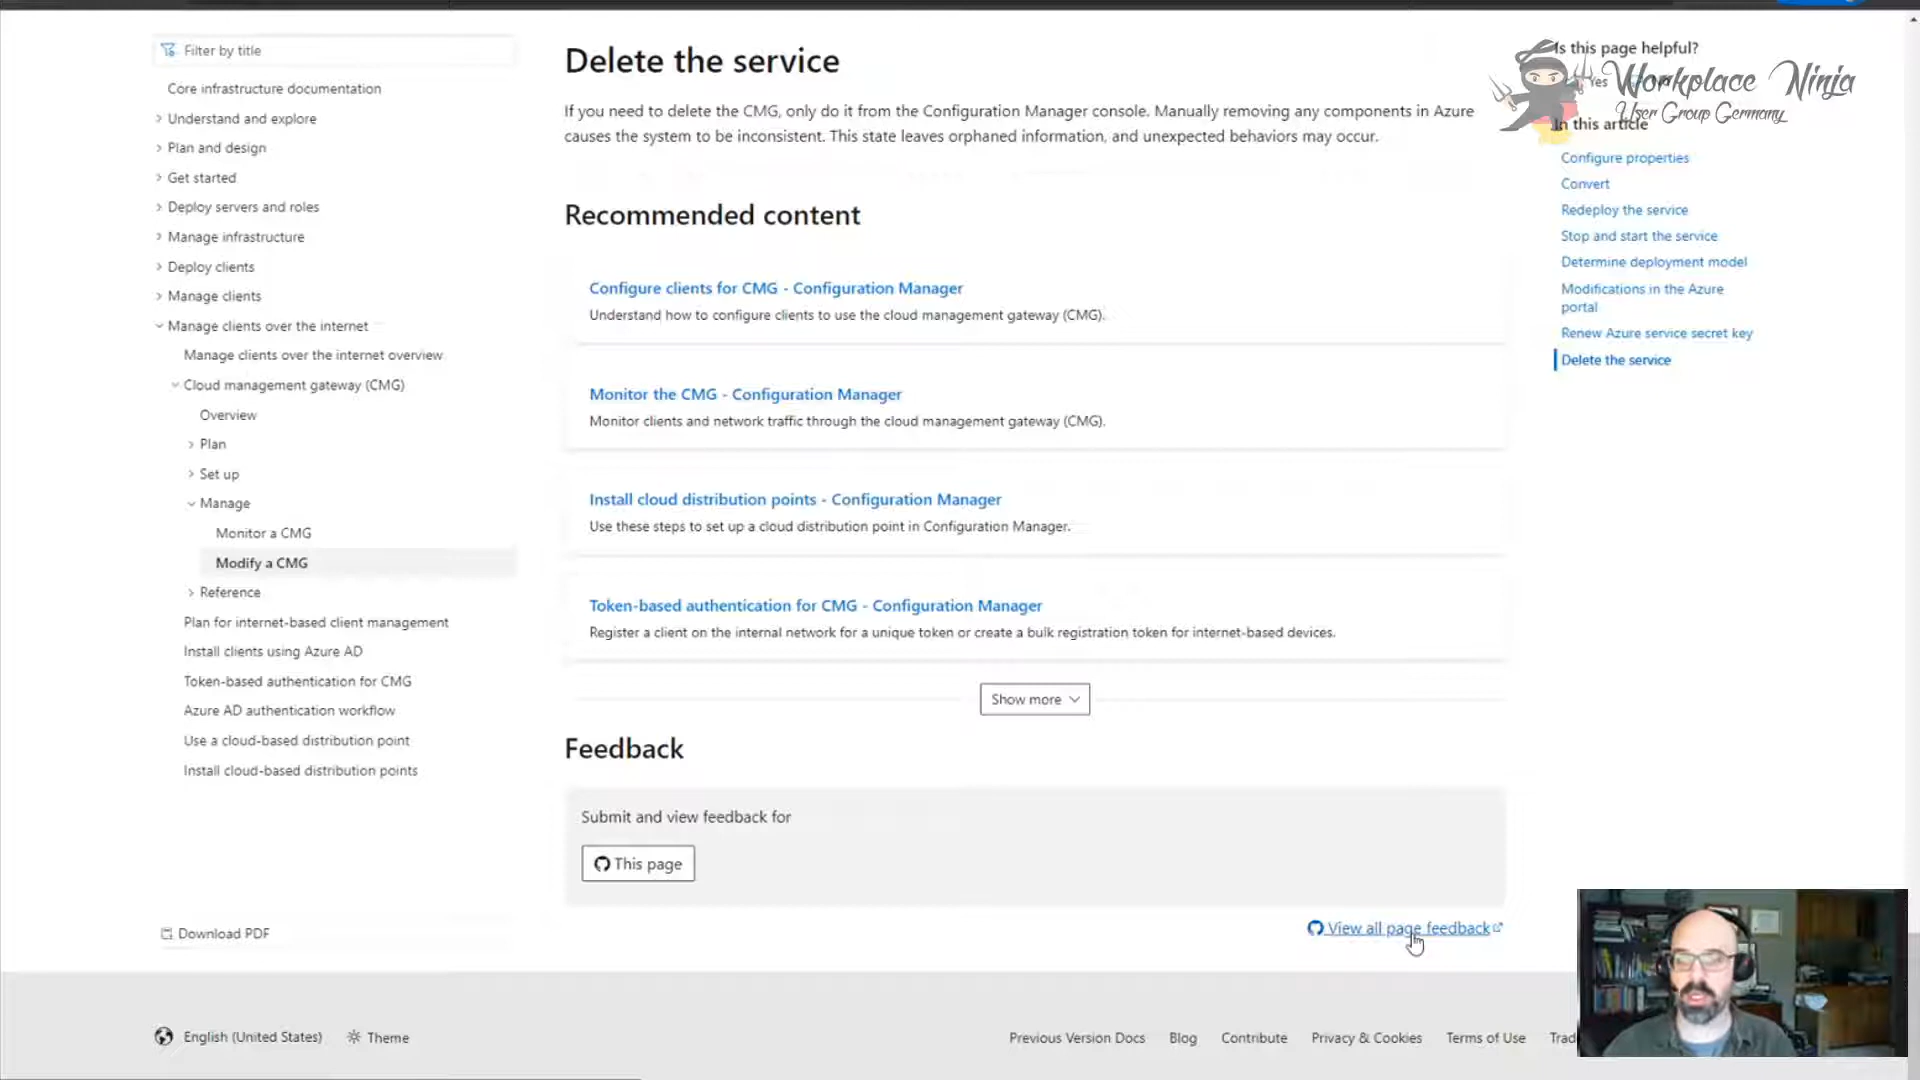 Filter by title
Core infrastructure documentation
Understand and explore
Plan and design
Get started
Deploy servers and roles
Manage infrastructure
Deploy clients
Manage clients
Manage clients over the internet
Manage clients over the internet overview
Cloud management gateway (CMG)
Overview
Plan
Set up
Manage
Monitor a CMG
Modify a CMG
Reference
Plan for internet-based client management
Install clients using Azure AD
Token-based authentication for CMG
Azure AD authentication workflow
Use a cloud-based distribution point
Install cloud-based distribution points
Download PDF
Delete the service
If you need to delete the CMG, only do it from the Configuration Manager console. Manually removing any components in Azure
causes the system to be inconsistent. This state leaves orphaned information, and unexpected behaviors may occur.
Recommended content
Configure clients for CMG - Configuration Manager
Understand how to configure clients to use the cloud management gateway (CMG).
Monitor the CMG - Configuration Manager
Monitor clients and network traffic through the cloud management gateway (CMG).
Install cloud distribution points - Configuration Manager
Use these steps to set up a cloud distribution point in Configuration Manager.
Token-based authentication for CMG - Configuration Manager
Register a client on the internal network for a unique token or create a bulk registration token for internet-based devices.
Show more
Feedback
Submit and view feedback for
This page
View all page feedback
Is this page helpful?
Yes
Workplace Ninja
User Group Germany
In this article
Configure properties
Convert
Redeploy the service
Stop and start the service
Determine deployment model
Modifications in the Azure
portal
Renew Azure service secret key
Delete the service
English (United States)
Theme
Previous Version Docs
Blog
Contribute
Privacy & Cookies
Terms of Use